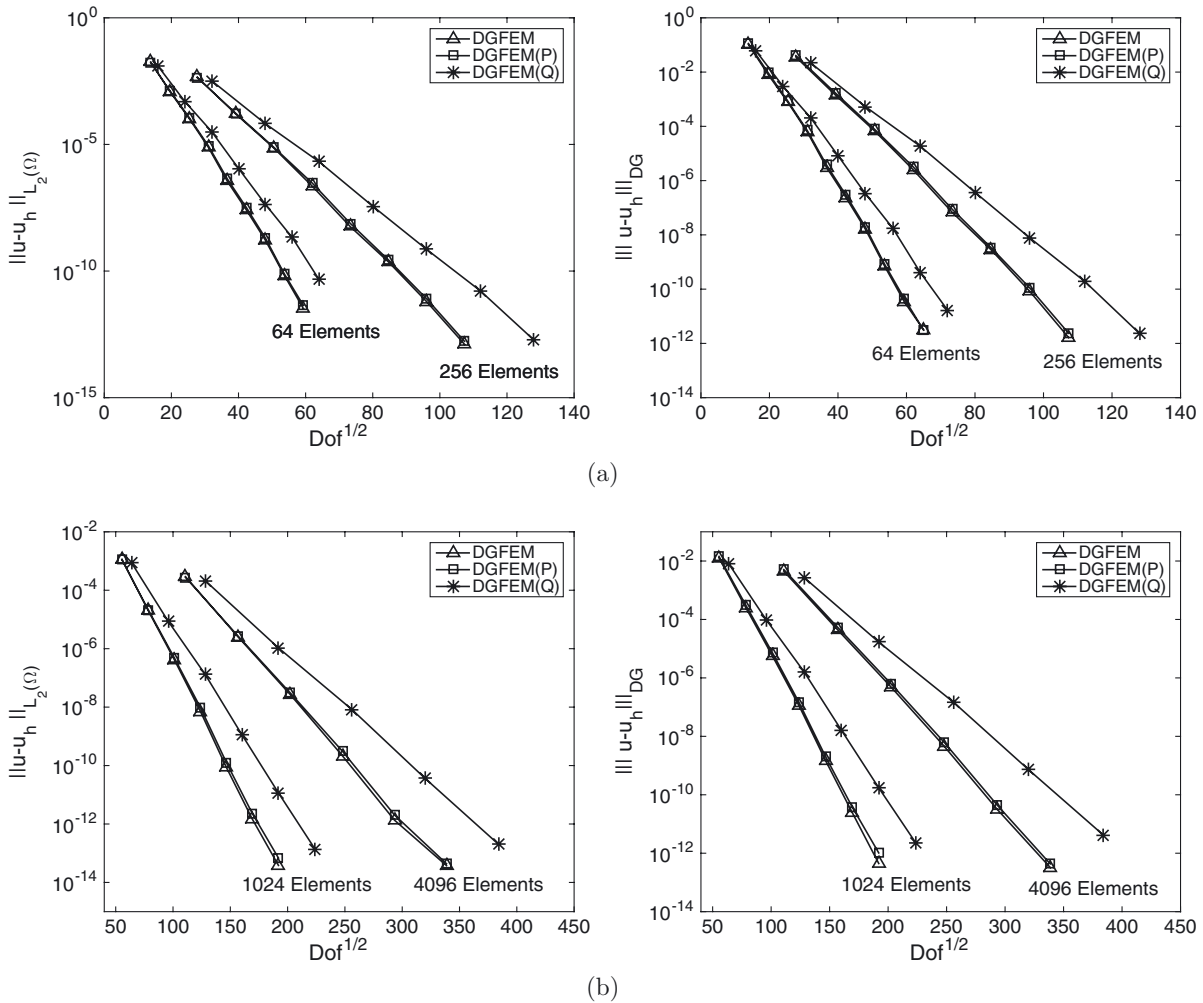 10^0
10^-5
10^-10
10^-15
||u-u_h||_L_2(Ω)
DGFEM
DGFEM(P)
DGFEM(Q)
64 Elements
256 Elements
0 20 40 60 80 100 120 140
Dof^1/2
10^0
10^-2
10^-4
10^-6
10^-8
10^-10
10^-12
10^-14
||| u-u_h|||_DG
DGFEM
DGFEM(P)
DGFEM(Q)
64 Elements
256 Elements
0 20 40 60 80 100 120 140
Dof^1/2
(a)
10^-2
10^-4
10^-6
10^-8
10^-10
10^-12
10^-14
||u-u_h||_L_2(Ω)
DGFEM
DGFEM(P)
DGFEM(Q)
1024 Elements
4096 Elements
50 100 150 200 250 300 350 400 450
Dof^1/2
10^-2
10^-4
10^-6
10^-8
10^-10
10^-12
10^-14
||| u-u_h|||_DG
DGFEM
DGFEM(P)
DGFEM(Q)
1024 Elements
4096 Elements
50 100 150 200 250 300 350 400 450
Dof^1/2
(b)